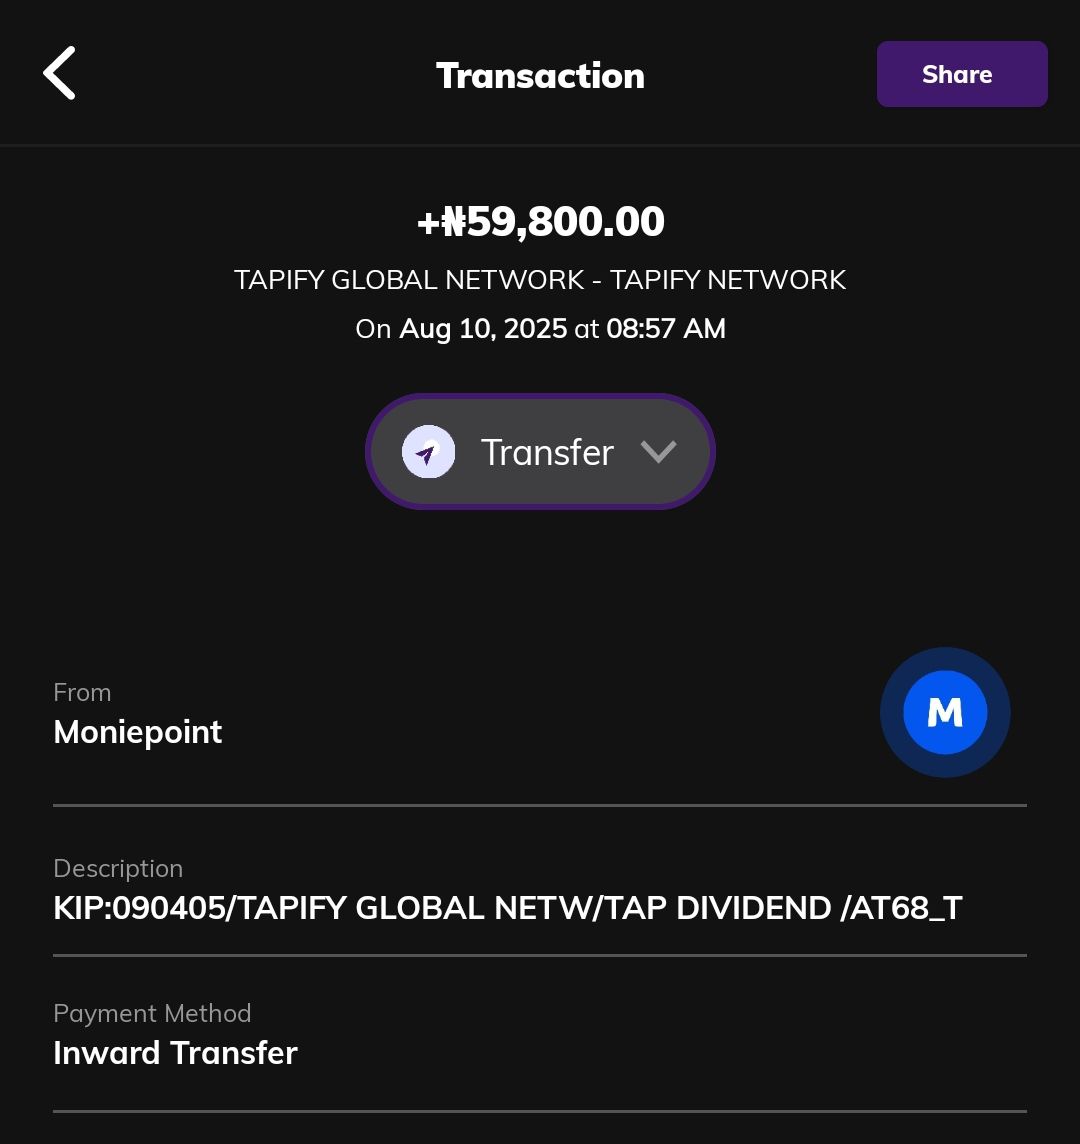 Transaction
Share
+₦59,800.00
TAPIFY GLOBAL NETWORK - TAPIFY NETWORK
On Aug 10, 2025 at 08:57 AM
Transfer
From
Moniepoint
M
Description
KIP:090405/TAPIFY GLOBAL NETW/TAP DIVIDEND /AT68_T
Payment Method
Inward Transfer